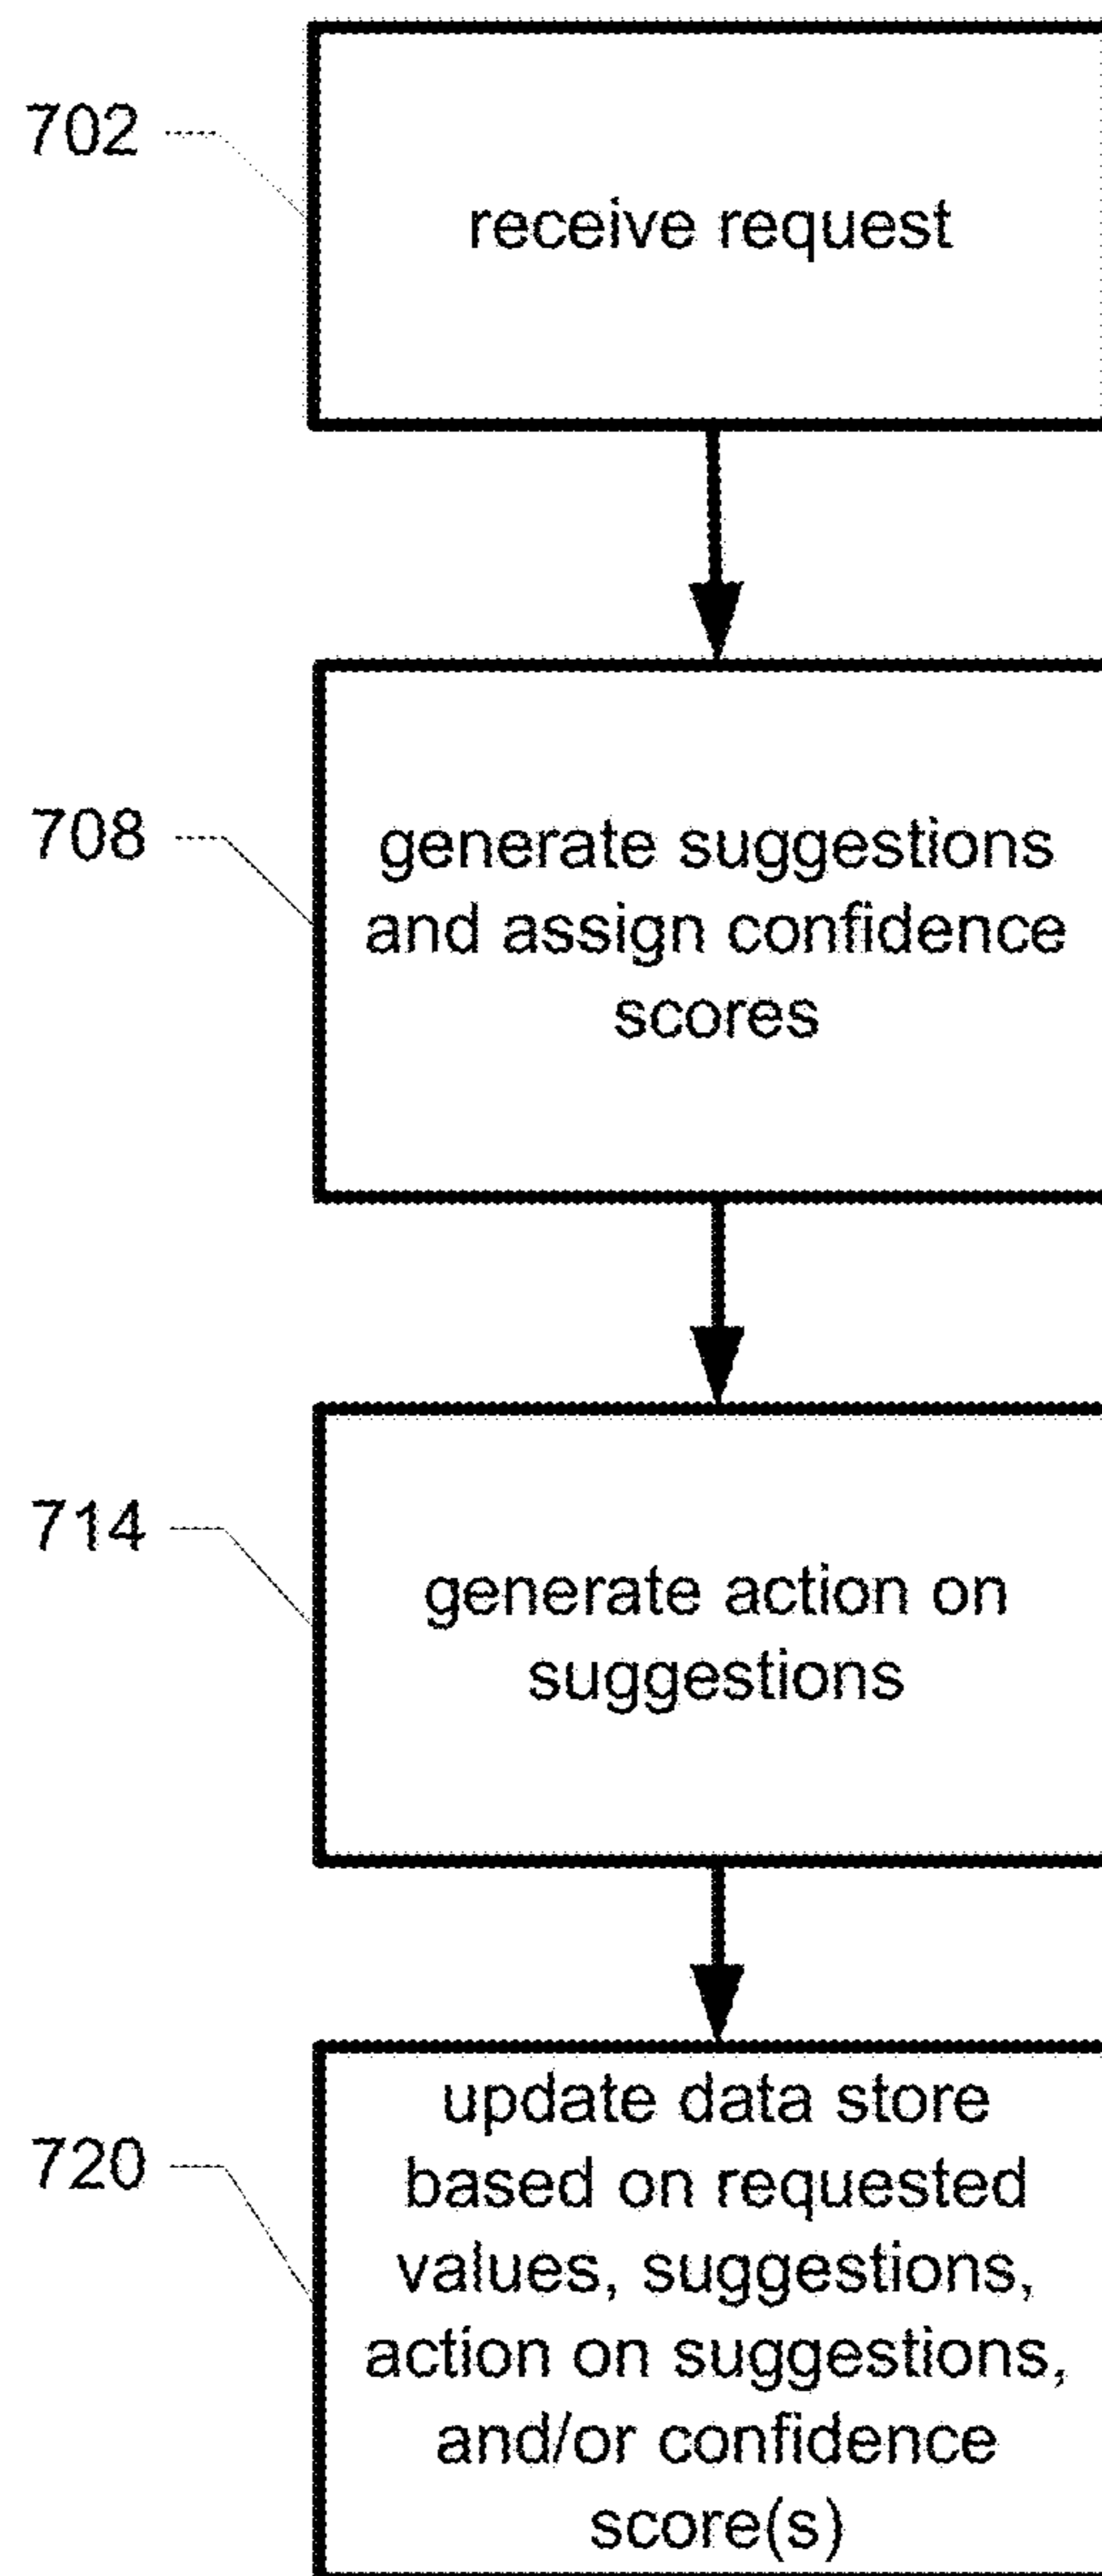 702
receive request
708
generate suggestions
and assign confidence
scores
714
generate action on
suggestions
720
update data store
based on requested
values, suggestions,
action on suggestions,
and/or confidence
score(s)